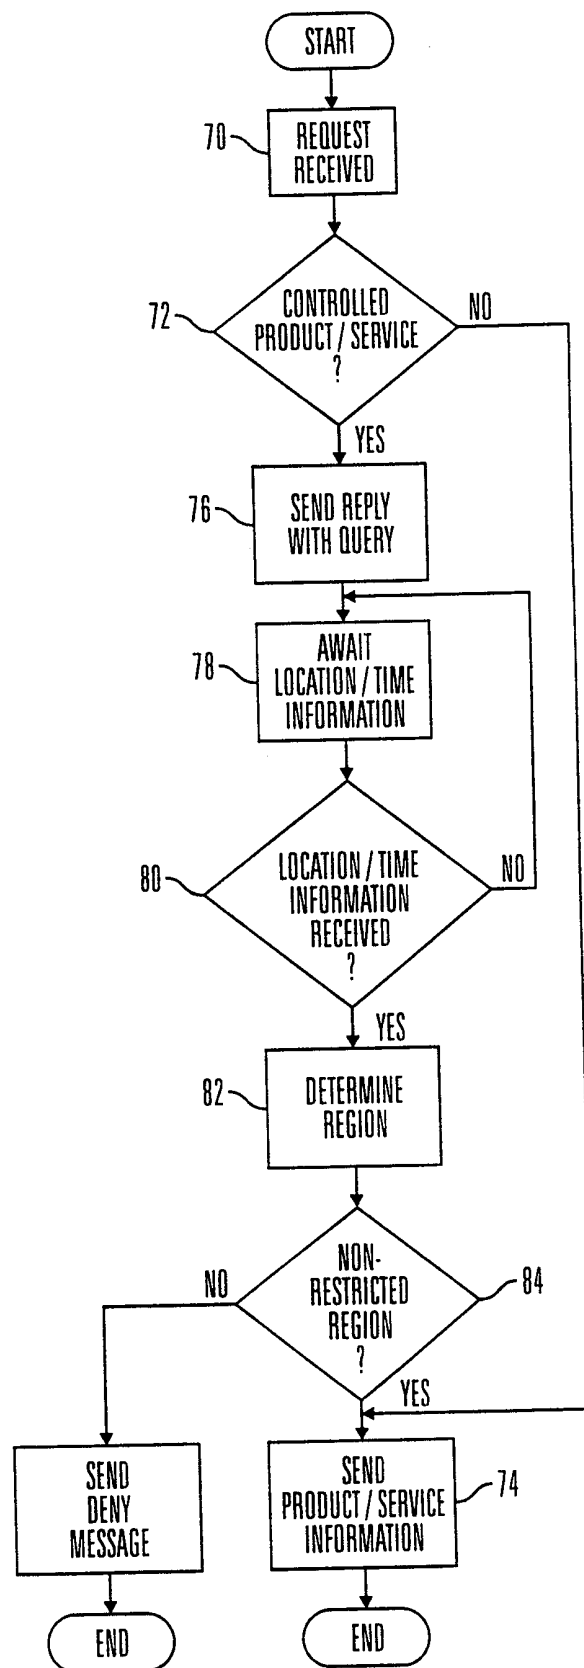 START
70
REQUEST
RECEIVED
72
CONTROLLED
PRODUCT / SERVICE
?
NO
YES
76
SEND REPLY
WITH QUERY
78
AWAIT
LOCATION / TIME
INFORMATION
80
LOCATION / TIME
INFORMATION
RECEIVED
?
NO
YES
82
DETERMINE
REGION
NO
NON-
RESTRICTED
REGION
?
84
YES
SEND
DENY
MESSAGE
SEND
PRODUCT / SERVICE
INFORMATION
74
END
END